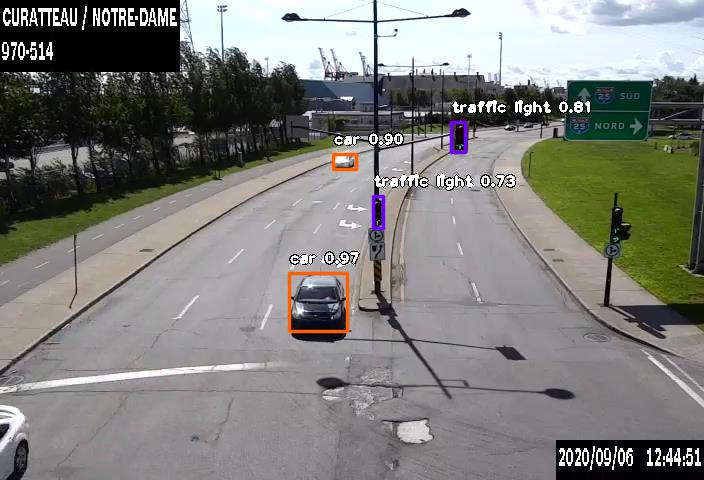 CURATTEAU / NOTRE-DAME
970-514
traffic light 0.81
25 SUD
25 NORD
car 0.90
traffic light 0.73
car 0.97
2020/09/06 12:44:51